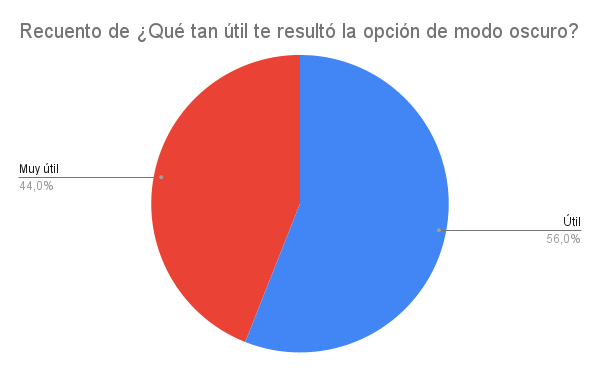 Recuento de ¿Qué tan útil te resultó la opción de modo oscuro?
Muy útil
44,0%
Útil
56,0%